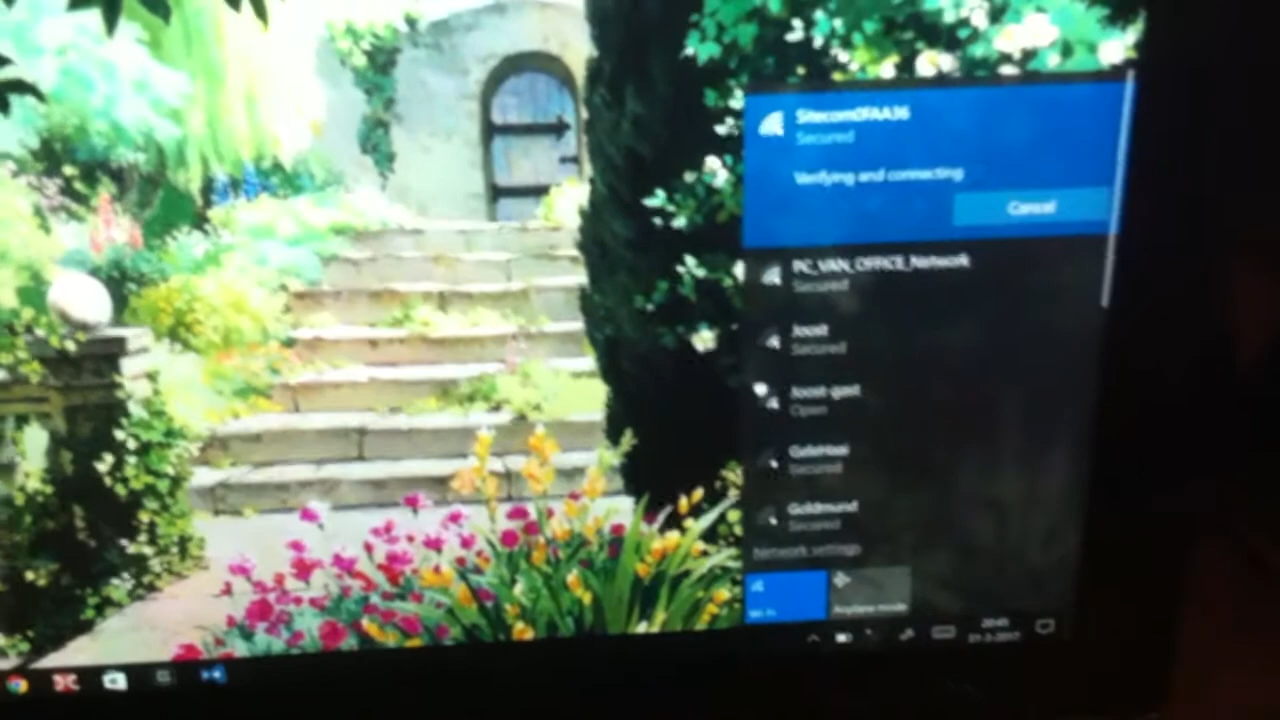 Sitecom0FAA36
Secured
Verifying and connecting
Cancel
PC_VAN_OFFICE_Network
Secured
Joost
Secured
Joost-gast
Open
Secured
Goldmund
Secured
Network settings
Airplane mode